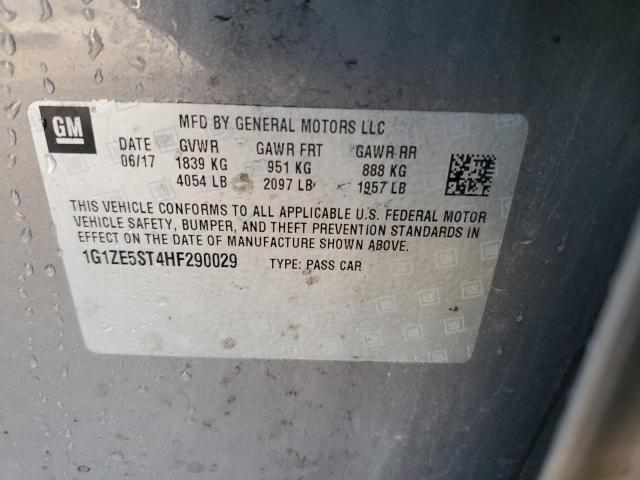 GM
MFD BY GENERAL MOTORS LLC
DATE GVWR GAWR FRT GAWR RR
06/17 1839 KG 951 KG 888 KG
4054 LB 2097 LB 1957 LB
THIS VEHICLE CONFORMS TO ALL APPLICABLE U.S. FEDERAL MOTOR
VEHICLE SAFETY, BUMPER, AND THEFT PREVENTION STANDARDS IN
EFFECT ON THE DATE OF MANUFACTURE SHOWN ABOVE.
1G1ZE5ST4HF290029 TYPE: PASS CAR